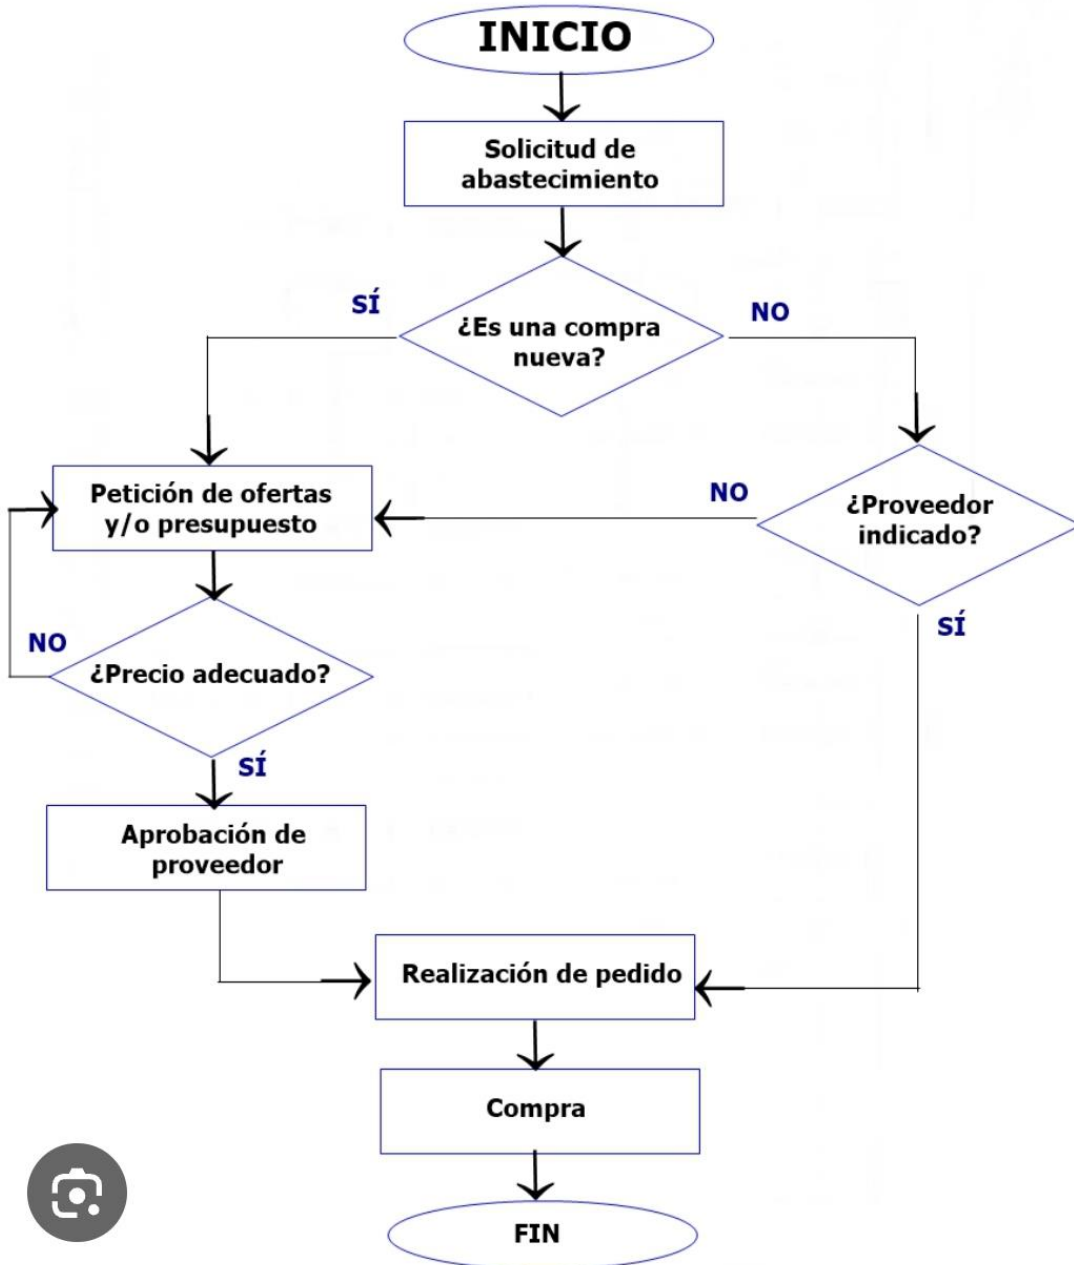 INICIO
Solicitud de
abastecimiento
SÍ
¿Es una compra
nueva?
NO
Petición de ofertas
y/o presupuesto
NO
¿Proveedor
indicado?
SÍ
NO
¿Precio adecuado?
SÍ
Aprobación de
proveedor
Realización de pedido
Compra
FIN